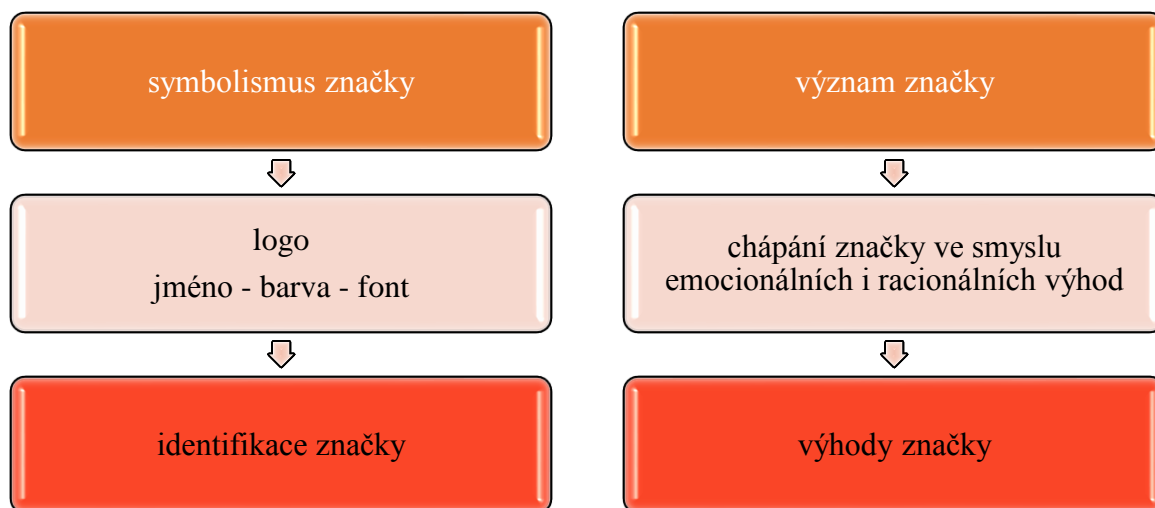 symbolismus značky
logo
jméno - barva - font
identifikace značky
význam značky
chápání značky ve smyslu
emocionálních i racionálních výhod
výhody značky